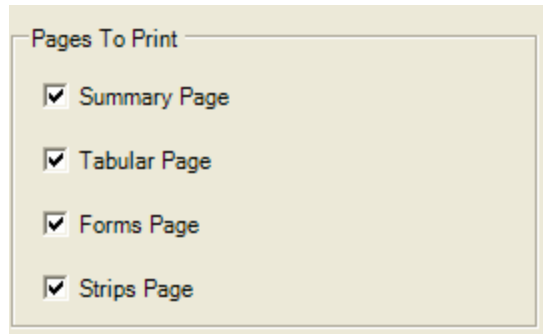 Pages To Print
Summary Page
Tabular Page
Forms Page
Strips Page